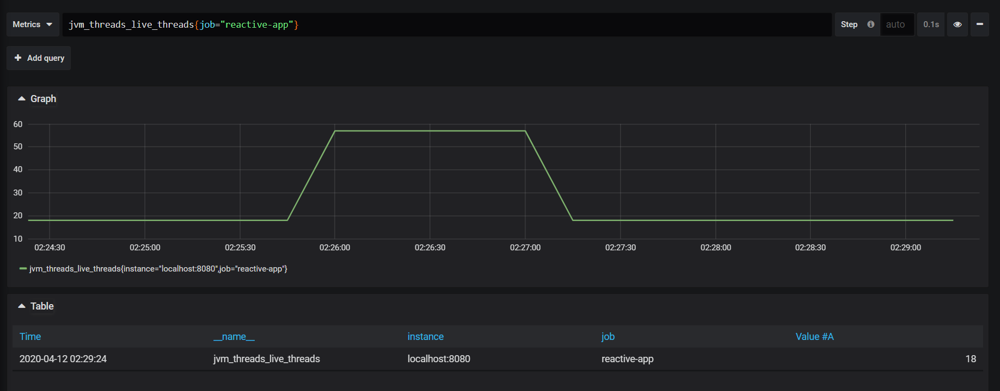 Metrics jvm_threads_live_threads{job="reactive-app"} Step auto 0.1s
Add query
Graph
60
50
40
30
20
10
02:24:30 02:25:00 02:25:30 02:26:00 02:26:30 02:27:00 02:27:30 02:28:00 02:28:30 02:29:00
jvm_threads_live_threads{instance="localhost:8080",job="reactive-app"}
Table
Time __name__ instance job Value #A
2020-04-12 02:29:24 jvm_threads_live_threads localhost:8080 reactive-app 18